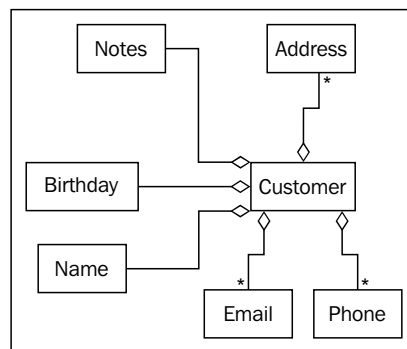 Notes
Address
*
Birthday
Customer
Name
*
*
Email
Phone